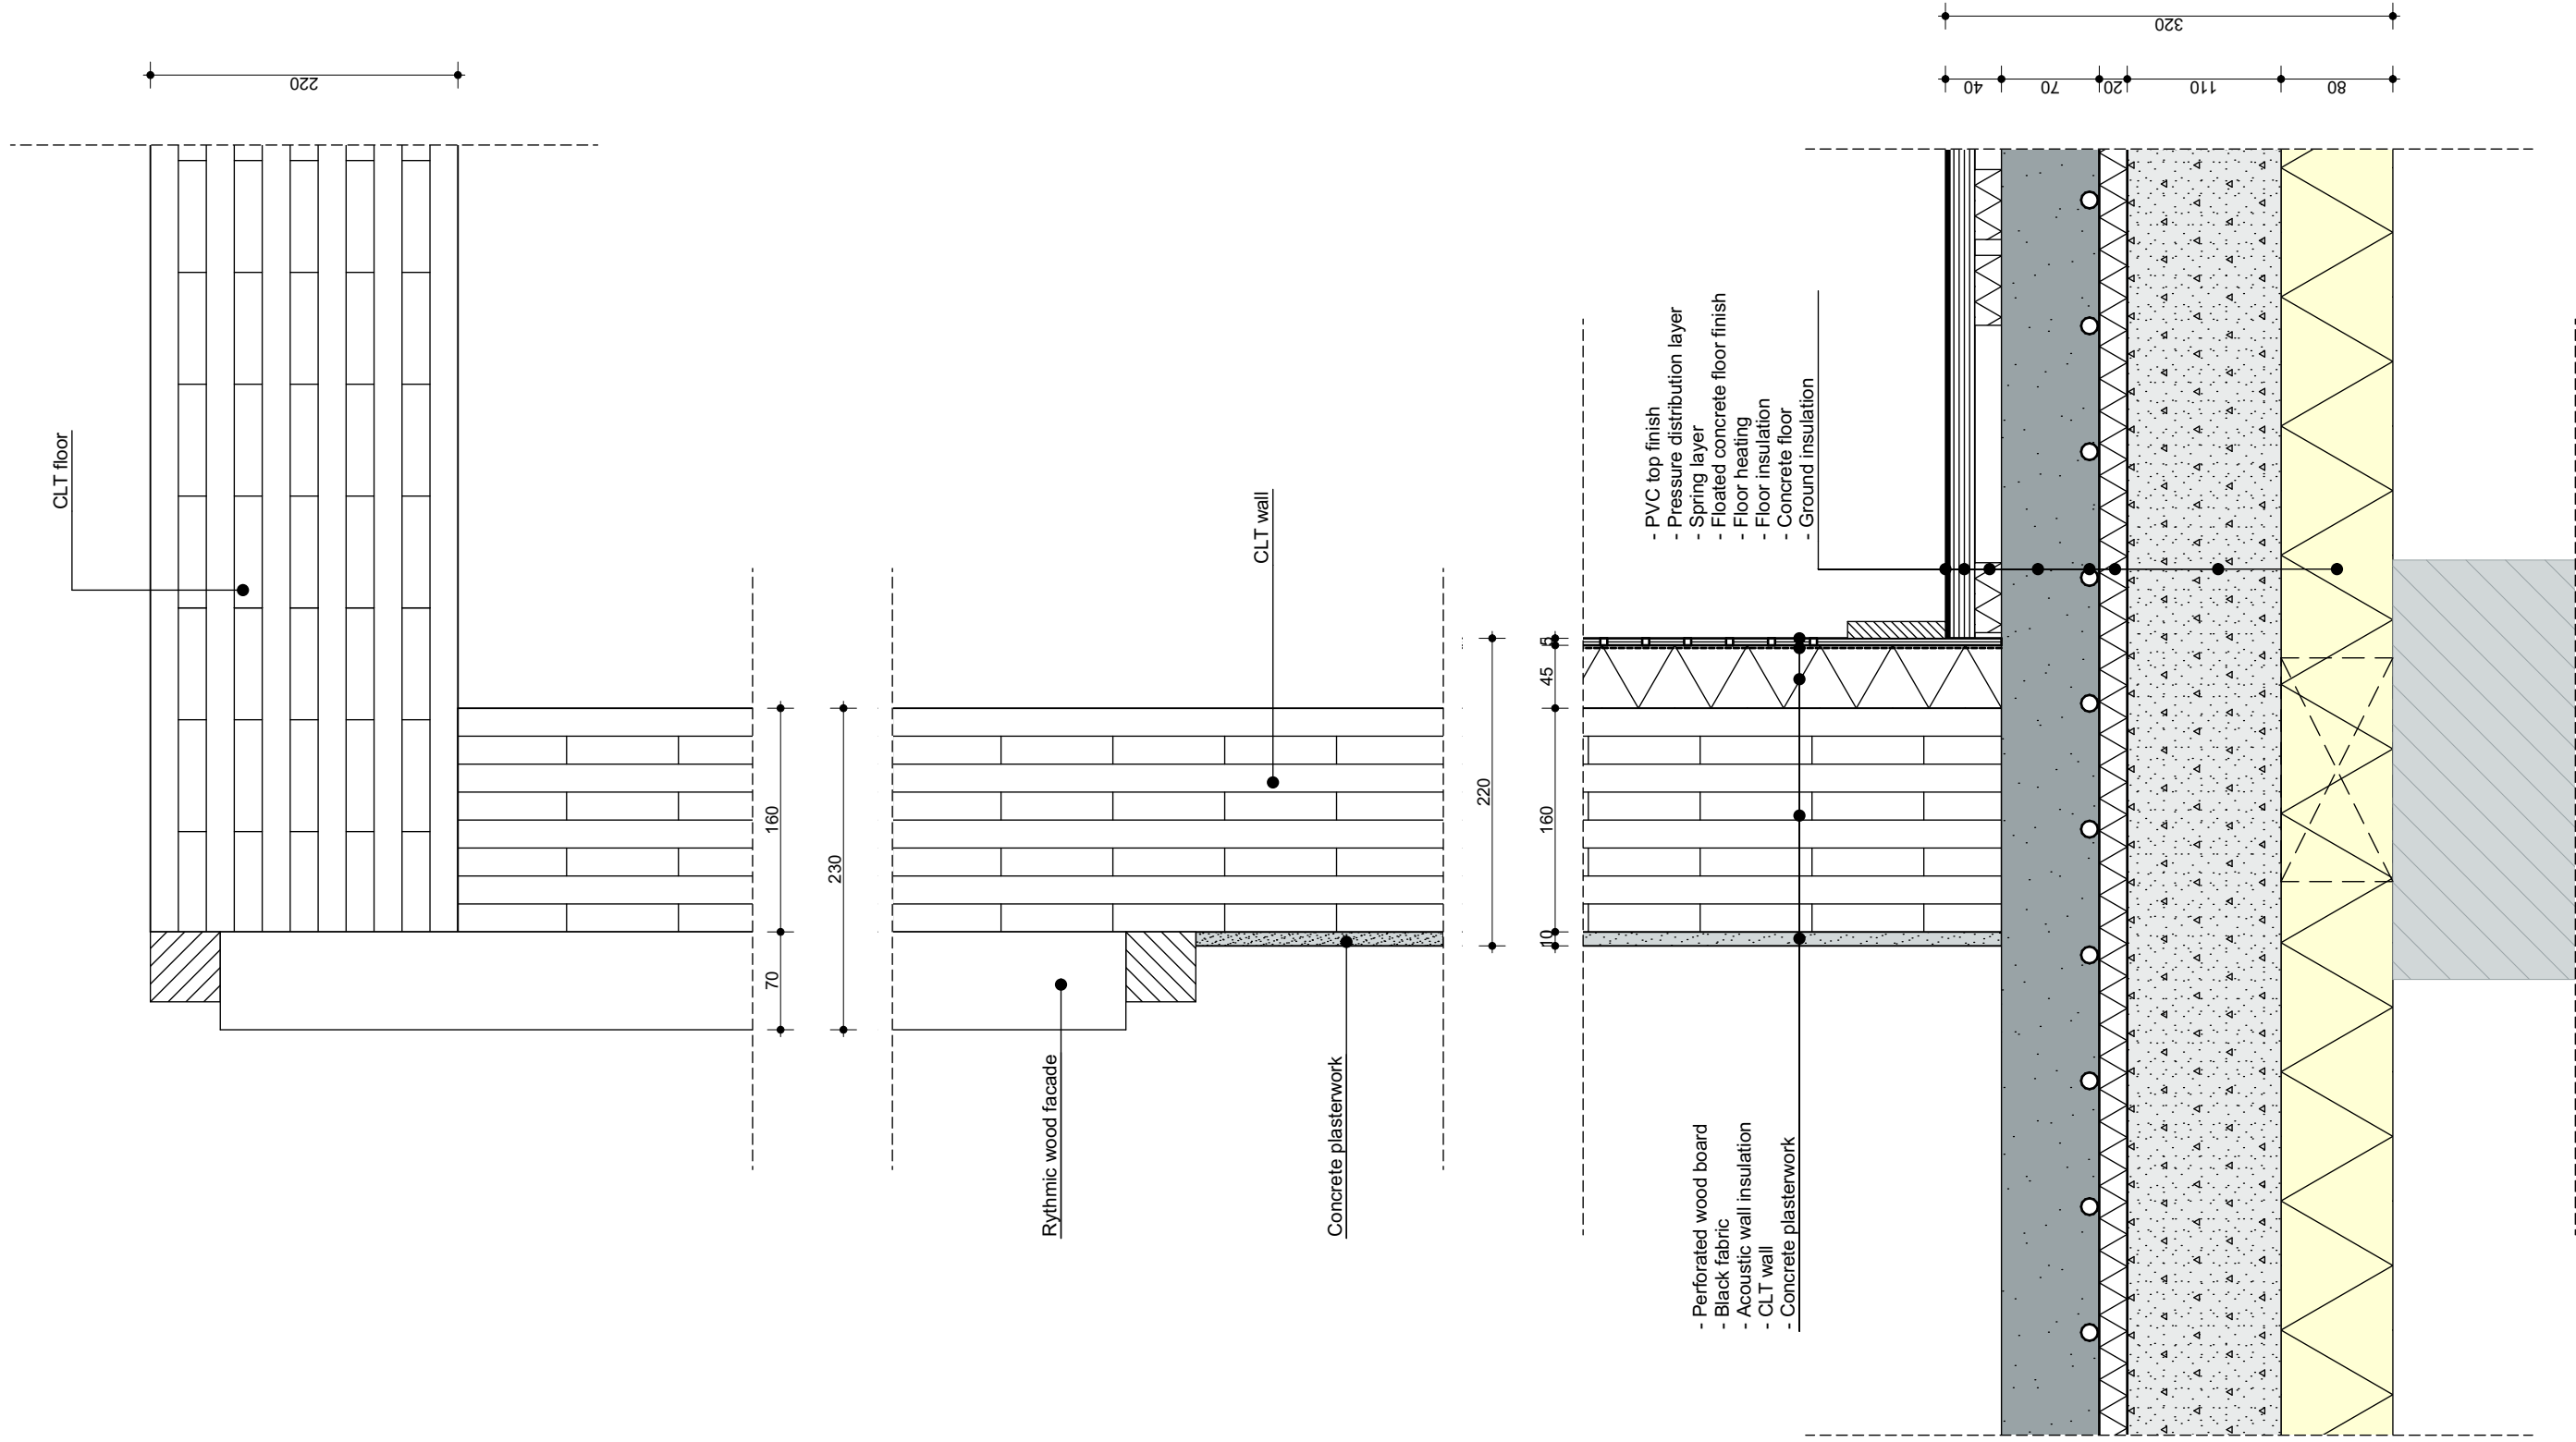 CLT floor
220
160
70
230
CLT wall
Rythmic wood facade
Concrete plasterwork
220
5
45
160
10
- Perforated wood board
- Black fabric
- Acoustic wall insulation
- CLT wall
- Concrete plasterwork
- PVC top finish
- Pressure distribution layer
- Spring layer
- Floated concrete floor finish
- Floor heating
- Floor insulation
- Concrete floor
- Ground insulation
320
40
70
20
110
80